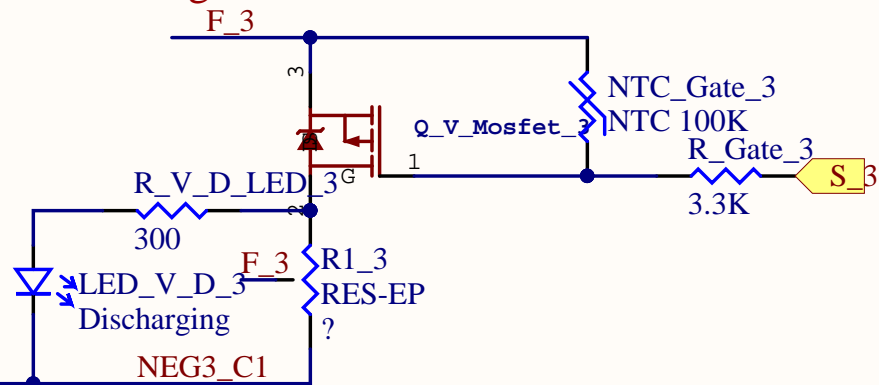 F_3
3
NTC_Gate_3
NTC 100K
Q_V_Mosfet_3
R_Gate_3
1
S_3
3.3K
G
R_V_D_LED_3
2
300
F_3
R1_3
RES-EP
?
LED_V_D_3
Discharging
NEG3_C1